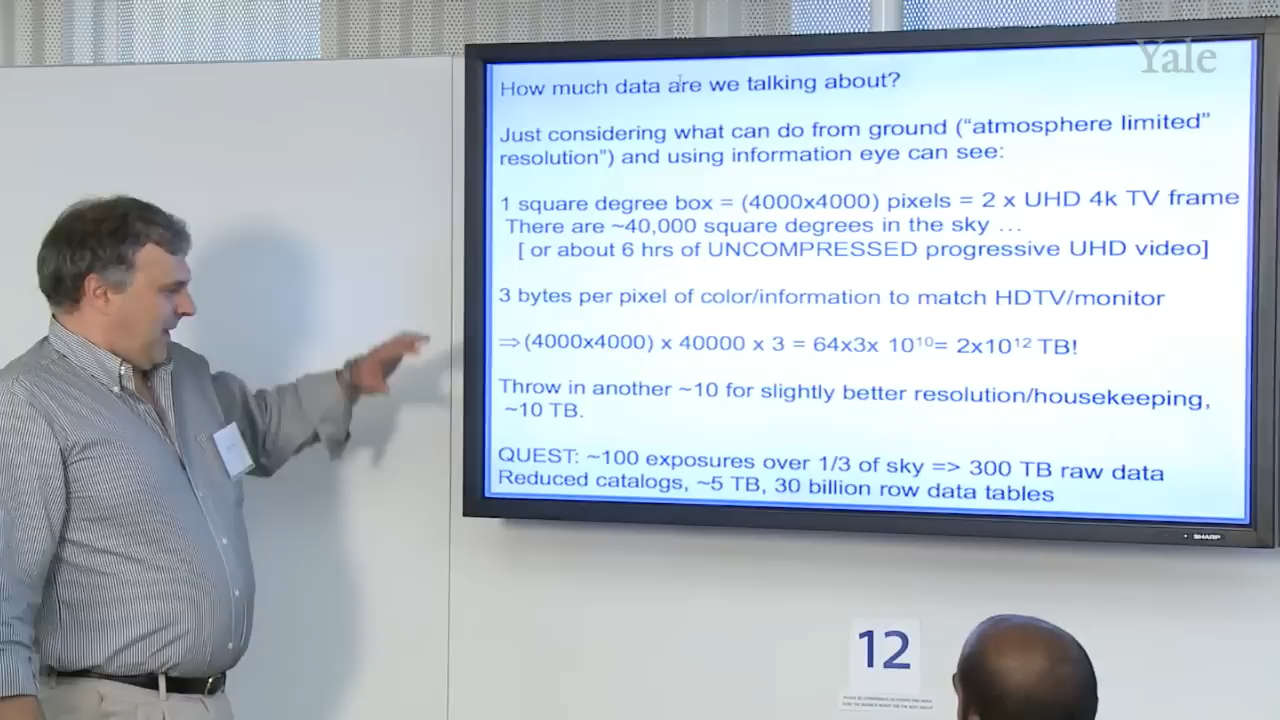 Yale
How much data are we talking about?
Just considering what can do from ground (“atmosphere limited”
resolution”) and using information eye can see:
1 square degree box = (4000x4000) pixels = 2 x UHD 4k TV frame
There are ~40,000 square degrees in the sky …
[ or about 6 hrs of UNCOMPRESSED progressive UHD video]
3 bytes per pixel of color/information to match HDTV/monitor
⇒(4000x4000) x 40000 x 3 = 64x3x 10¹⁰= 2x10¹² TB!
Throw in another ~10 for slightly better resolution/housekeeping,
~10 TB.
QUEST: ~100 exposures over 1/3 of sky => 300 TB raw data
Reduced catalogs, ~5 TB, 30 billion row data tables
SHARP
12